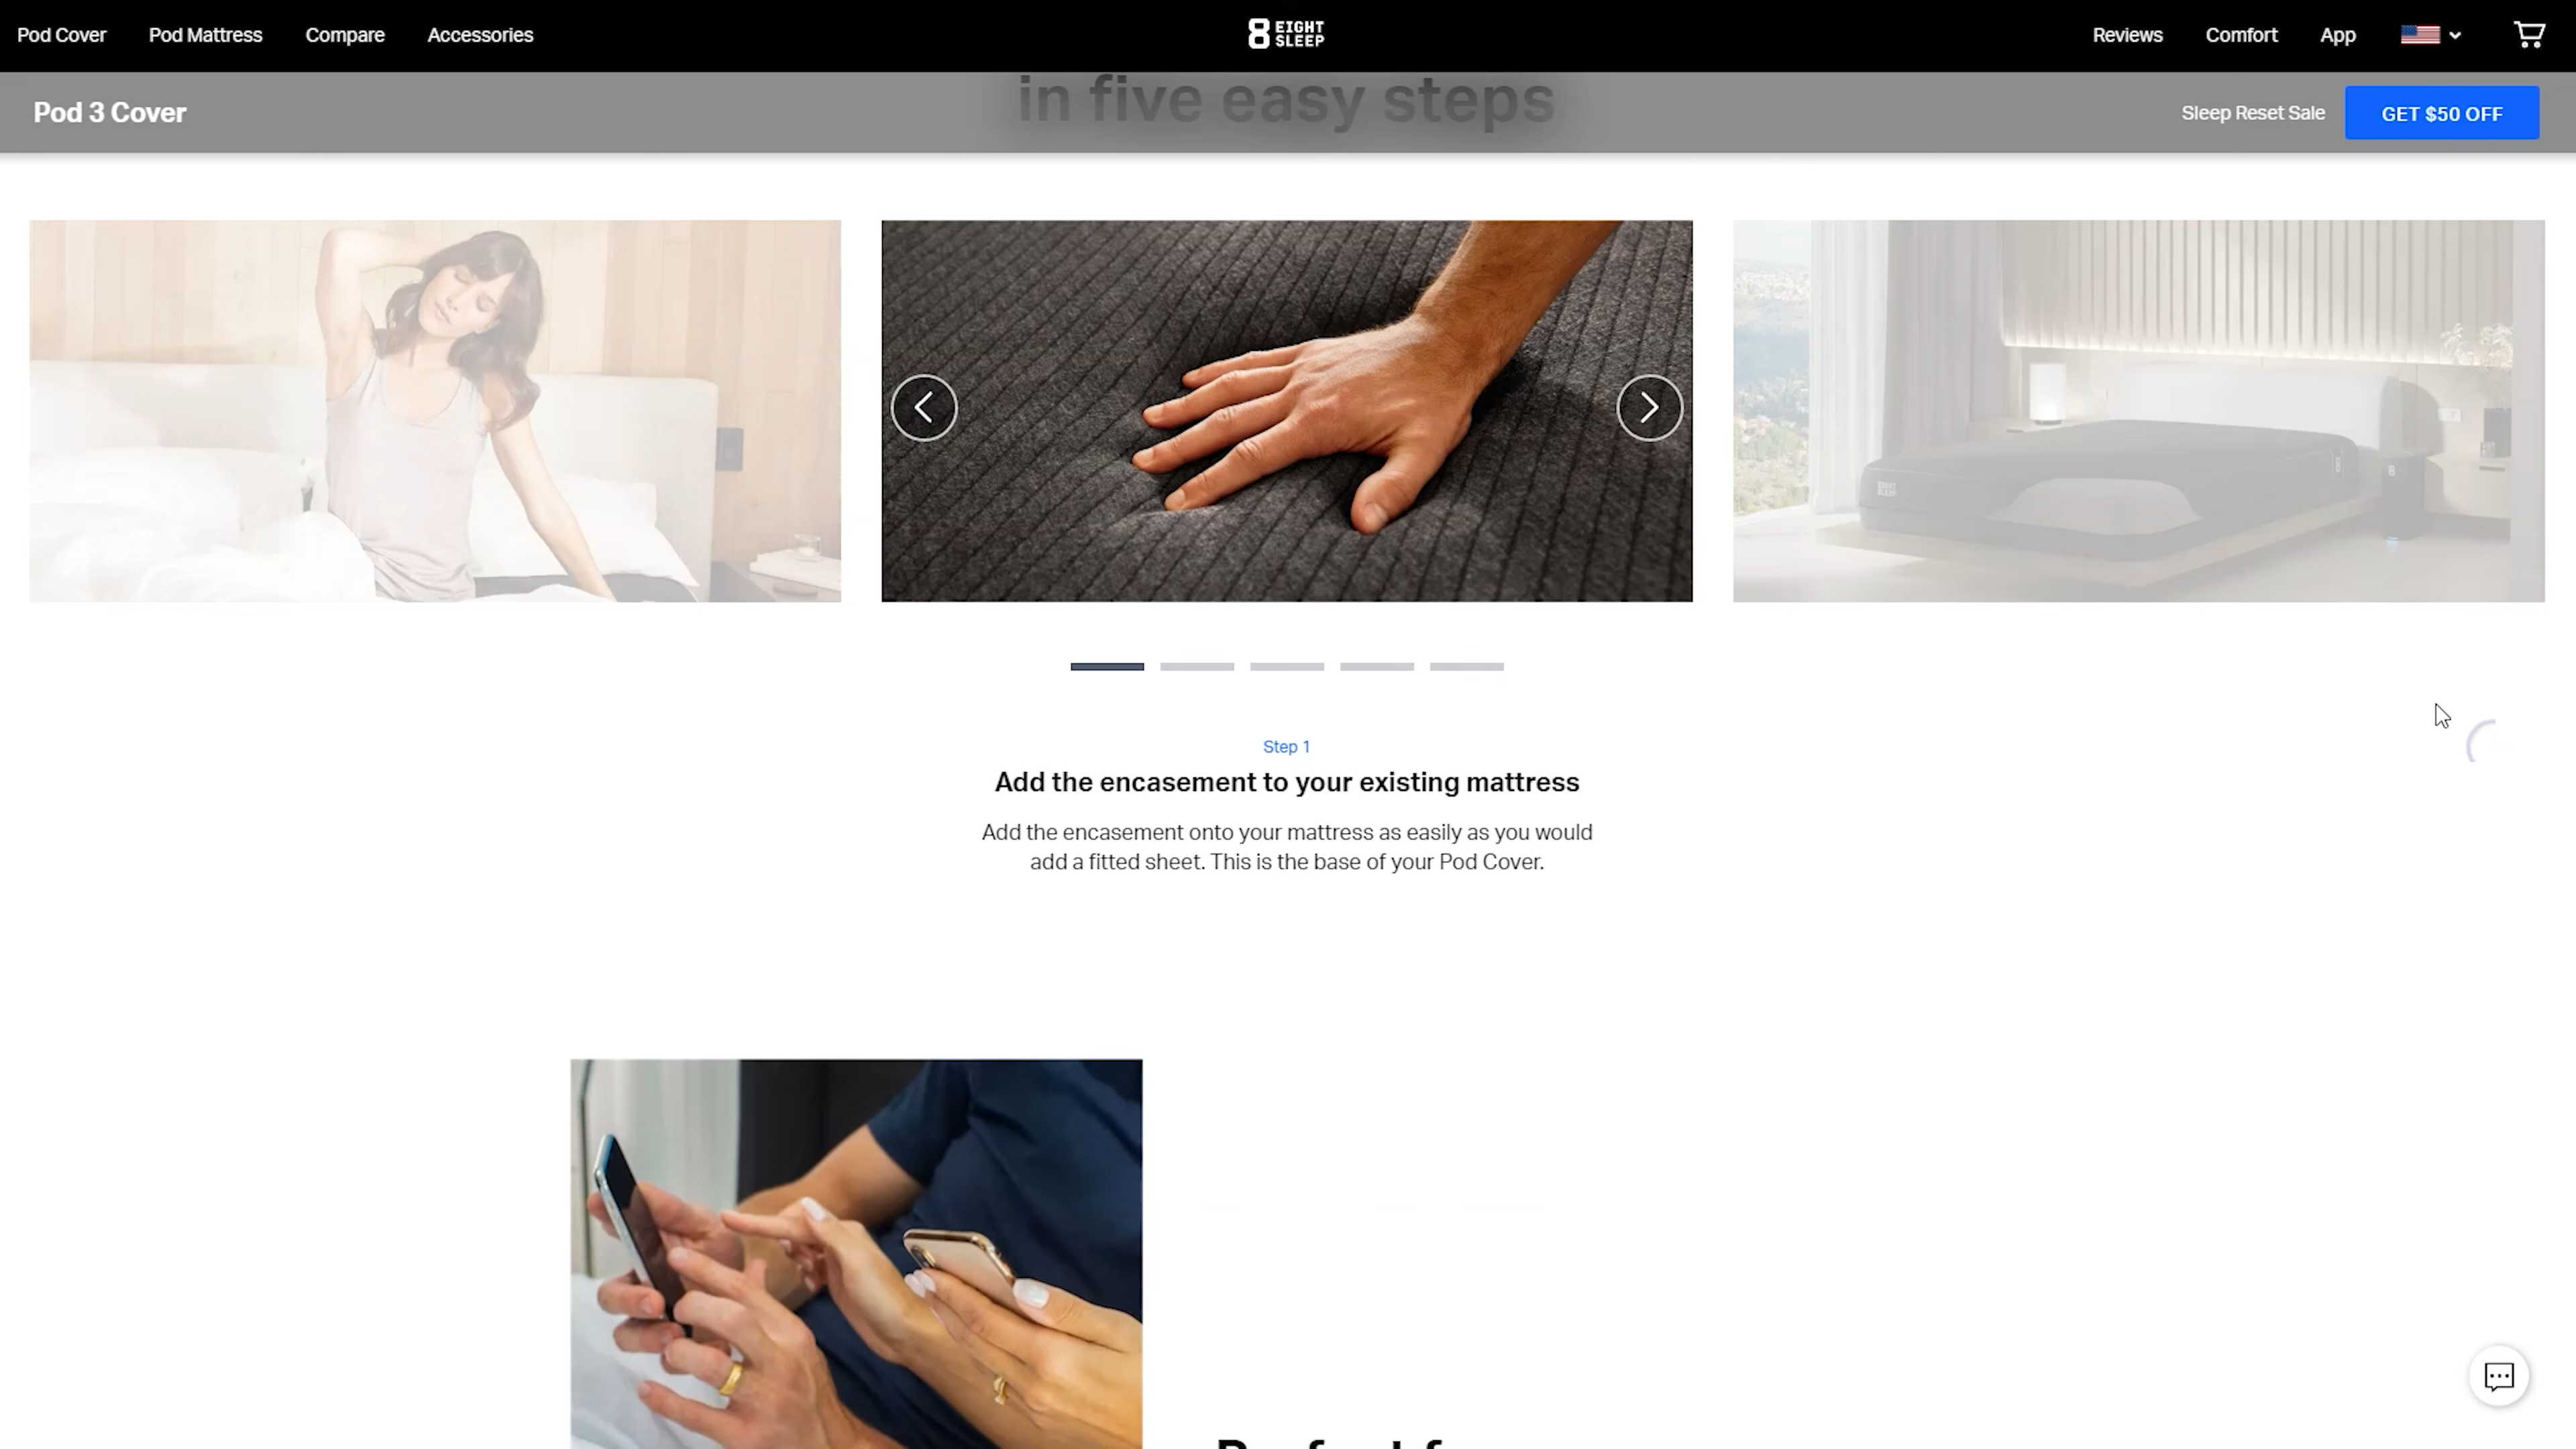 Pod Cover Pod Mattress Compare Accessories
8 EIGHT SLEEP
Reviews Comfort App
in five easy steps
Pod 3 Cover
Sleep Reset Sale GET $50 OFF
Step 1
Add the encasement to your existing mattress
Add the encasement onto your mattress as easily as you would
add a fitted sheet. This is the base of your Pod Cover.